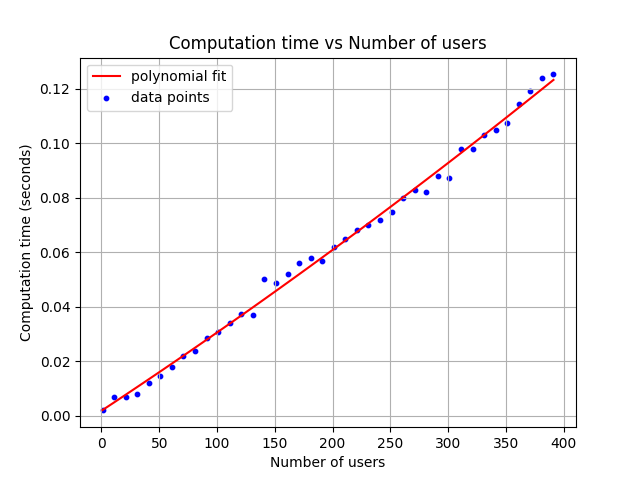 Computation time vs Number of users
polynomial fit
data points
Computation time (seconds)
0.12
0.10
0.08
0.06
0.04
0.02
0.00
0 50 100 150 200 250 300 350 400
Number of users